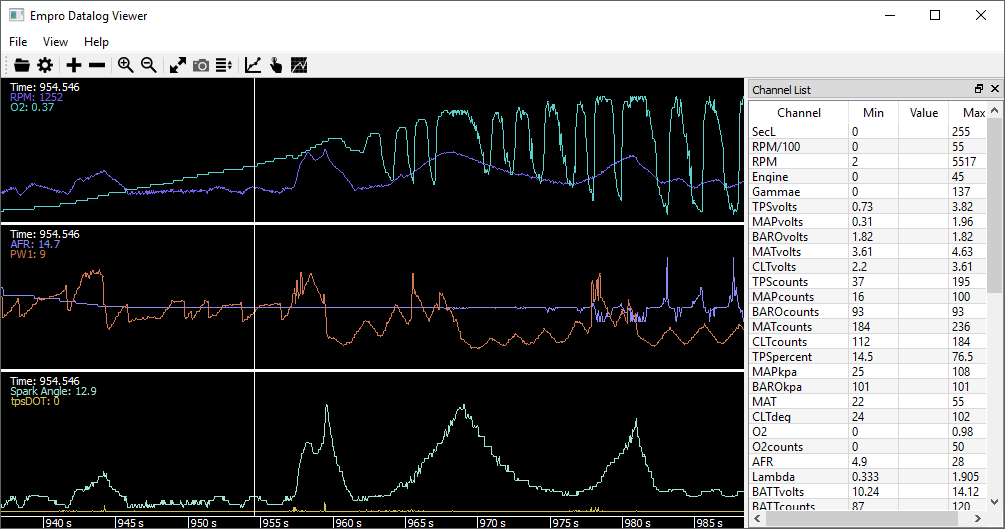 Empro Datalog Viewer
File View Help
Time: 954.546
RPM: 1252
O2: 0.37
Time: 954.546
AFR: 14.7
PW1: 9
Time: 954.546
Spark Angle: 12.9
tpsDOT: 0
940 s 945 s 950 s 955 s 960 s 965 s 970 s 975 s 980 s 985 s
Channel List
Channel Min Value Max
SecL 0 255
RPM/100 0 55
RPM 2 5517
Engine 0 45
Gammae 0 137
TPSvolts 0.73 3.82
MAPvolts 0.31 1.96
BAROvolts 1.82 1.82
MATvolts 3.61 4.63
CLTvolts 2.2 3.61
TPScounts 37 195
MAPcounts 16 100
BAROcounts 93 93
MATcounts 184 236
CLTcounts 112 184
TPSpercent 14.5 76.5
MAPkpa 25 108
BAROkpa 101 101
MAT 22 55
CLTdeg 24 102
O2 0 0.98
O2counts 0 50
AFR 4.9 28
Lambda 0.333 1.905
BATTvolts 10.24 14.12
BATTcounts 87 120